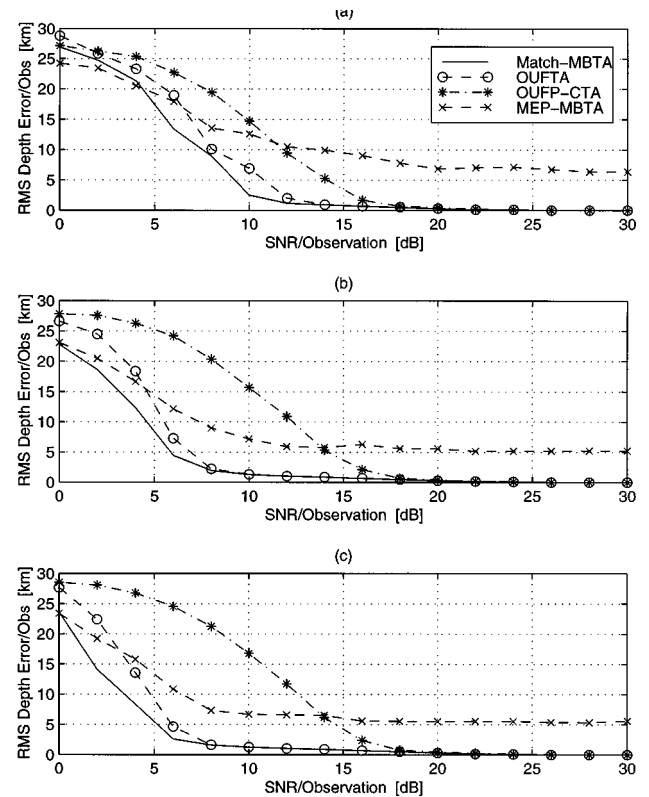 (a)
30
25
20
15
10
5
0
RMS Depth Error/Obs [km]
Match-MBTA
OUFTA
OUFP-CTA
MEP-MBTA
0 5 10 15 20 25 30
SNR/Observation [dB]
(b)
30
25
20
15
10
5
0
RMS Depth Error/Obs [km]
0 5 10 15 20 25 30
SNR/Observation [dB]
(c)
30
25
20
15
10
5
0
RMS Depth Error/Obs [km]
0 5 10 15 20 25 30
SNR/Observation [dB]